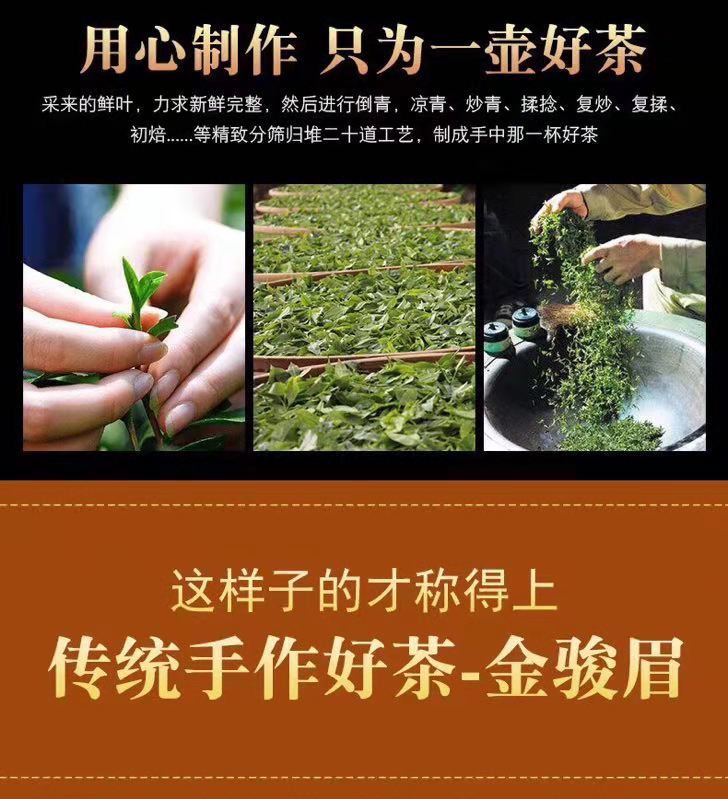 用心制作 只为一壶好茶
采来的鲜叶，力求新鲜完整，然后进行倒青，凉青、炒青、揉捻、复炒、复揉、
初焙......等精致分筛归堆二十道工艺，制成手中那一杯好茶
这样子的才称得上
传统手作好茶-金骏眉